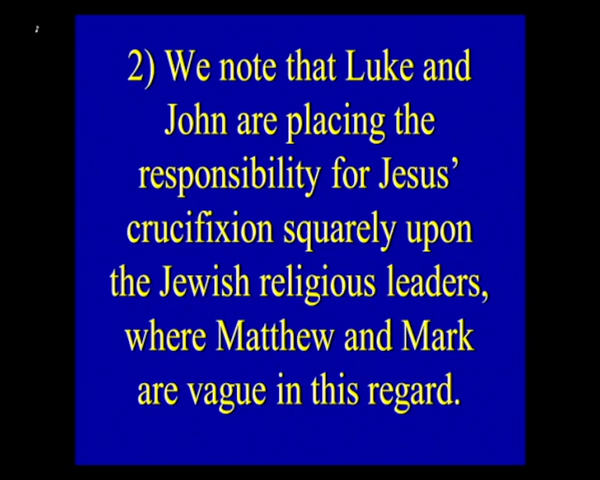 2) We note that Luke and
John are placing the
responsibility for Jesus’
crucifixion squarely upon
the Jewish religious leaders,
where Matthew and Mark
are vague in this regard.